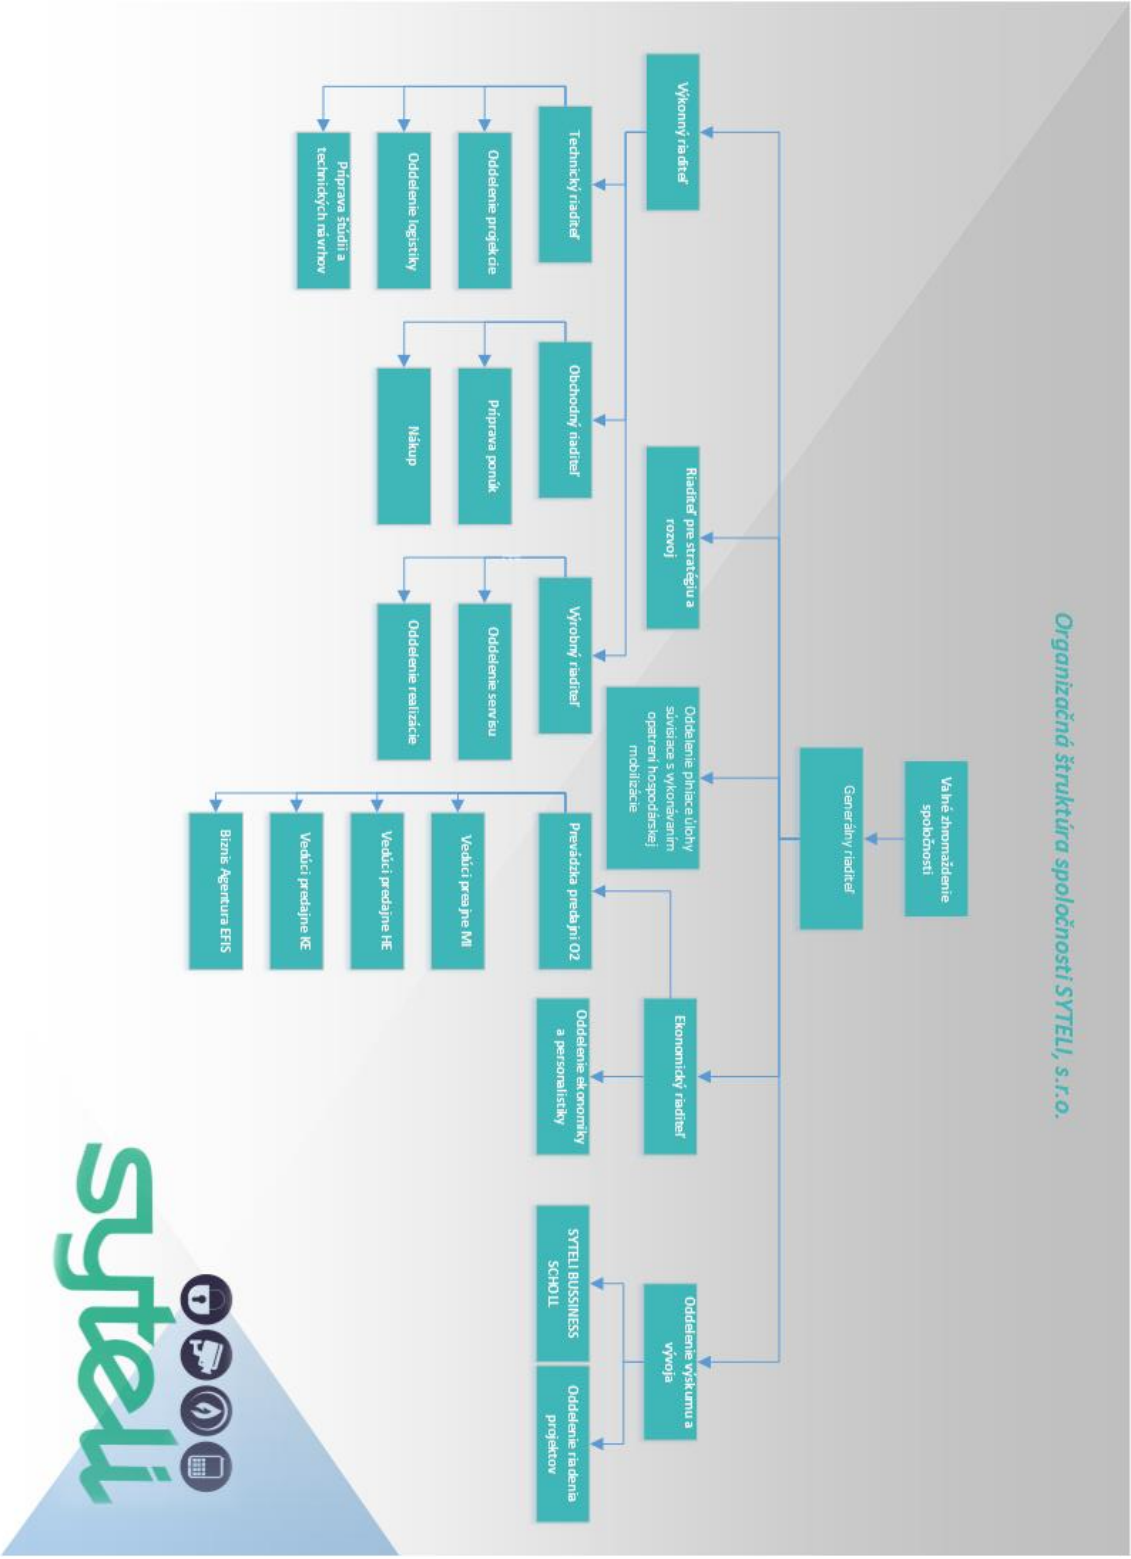 Organizačná štruktúra spoločnosti SYTELI, s.r.o.
Valné zhromaždenie
spoločnosti
Generálny riaditeľ
Výkonný riaditeľ
Riaditeľ pre stratégiu a
rozvoj
Oddelenie plniace úlohy
súvisiace s vykonávaním
opatrení hospodárskej
mobilizácie
Ekonomický riaditeľ
Oddelenie výskumu a
vývoja
Technický riaditeľ
Obchodný riaditeľ
Výrobný riaditeľ
Prevádzka predajní O2
Oddelenie ekonomiky
a personalistiky
SYTELI BUSSINESS
SCHOLL
Oddelenie riadenia
projektov
Oddelenie projekcie
Príprava ponúk
Oddelenie servisu
Vedúci preajne MI
Oddelenie logistiky
Nákup
Oddelenie realizácie
Vedúci predajne HE
Príprava štúdii a
technických návrhov
Vedúci predajne KE
Biznis Agentura EFIS
syteli